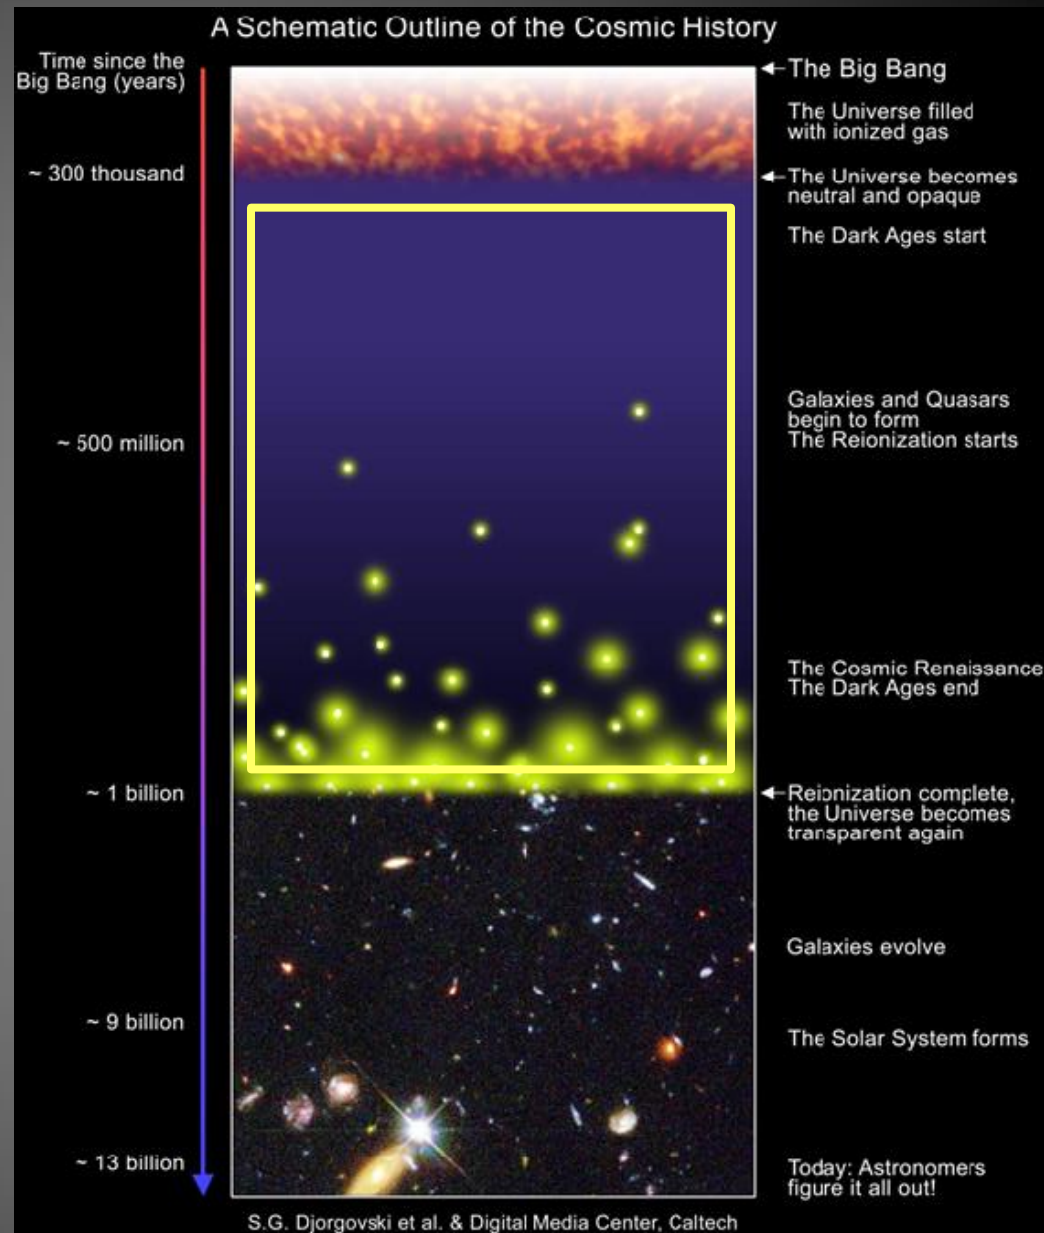 A Schematic Outline of the Cosmic History
Time since the
Big Bang (years)
The Big Bang
The Universe filled
with ionized gas
~ 300 thousand
The Universe becomes
neutral and opaque
The Dark Ages start
Galaxies and Quasars
begin to form
~ 500 million
The Reionization starts
The Cosmic Renaissance
The Dark Ages end
~ 1 billion
Reionization complete,
the Universe becomes
transparent again
Galaxies evolve
~ 9 billion
The Solar System forms
~ 13 billion
Today: Astronomers
figure it all out!
S.G. Djorgovski et al. & Digital Media Center, Caltech